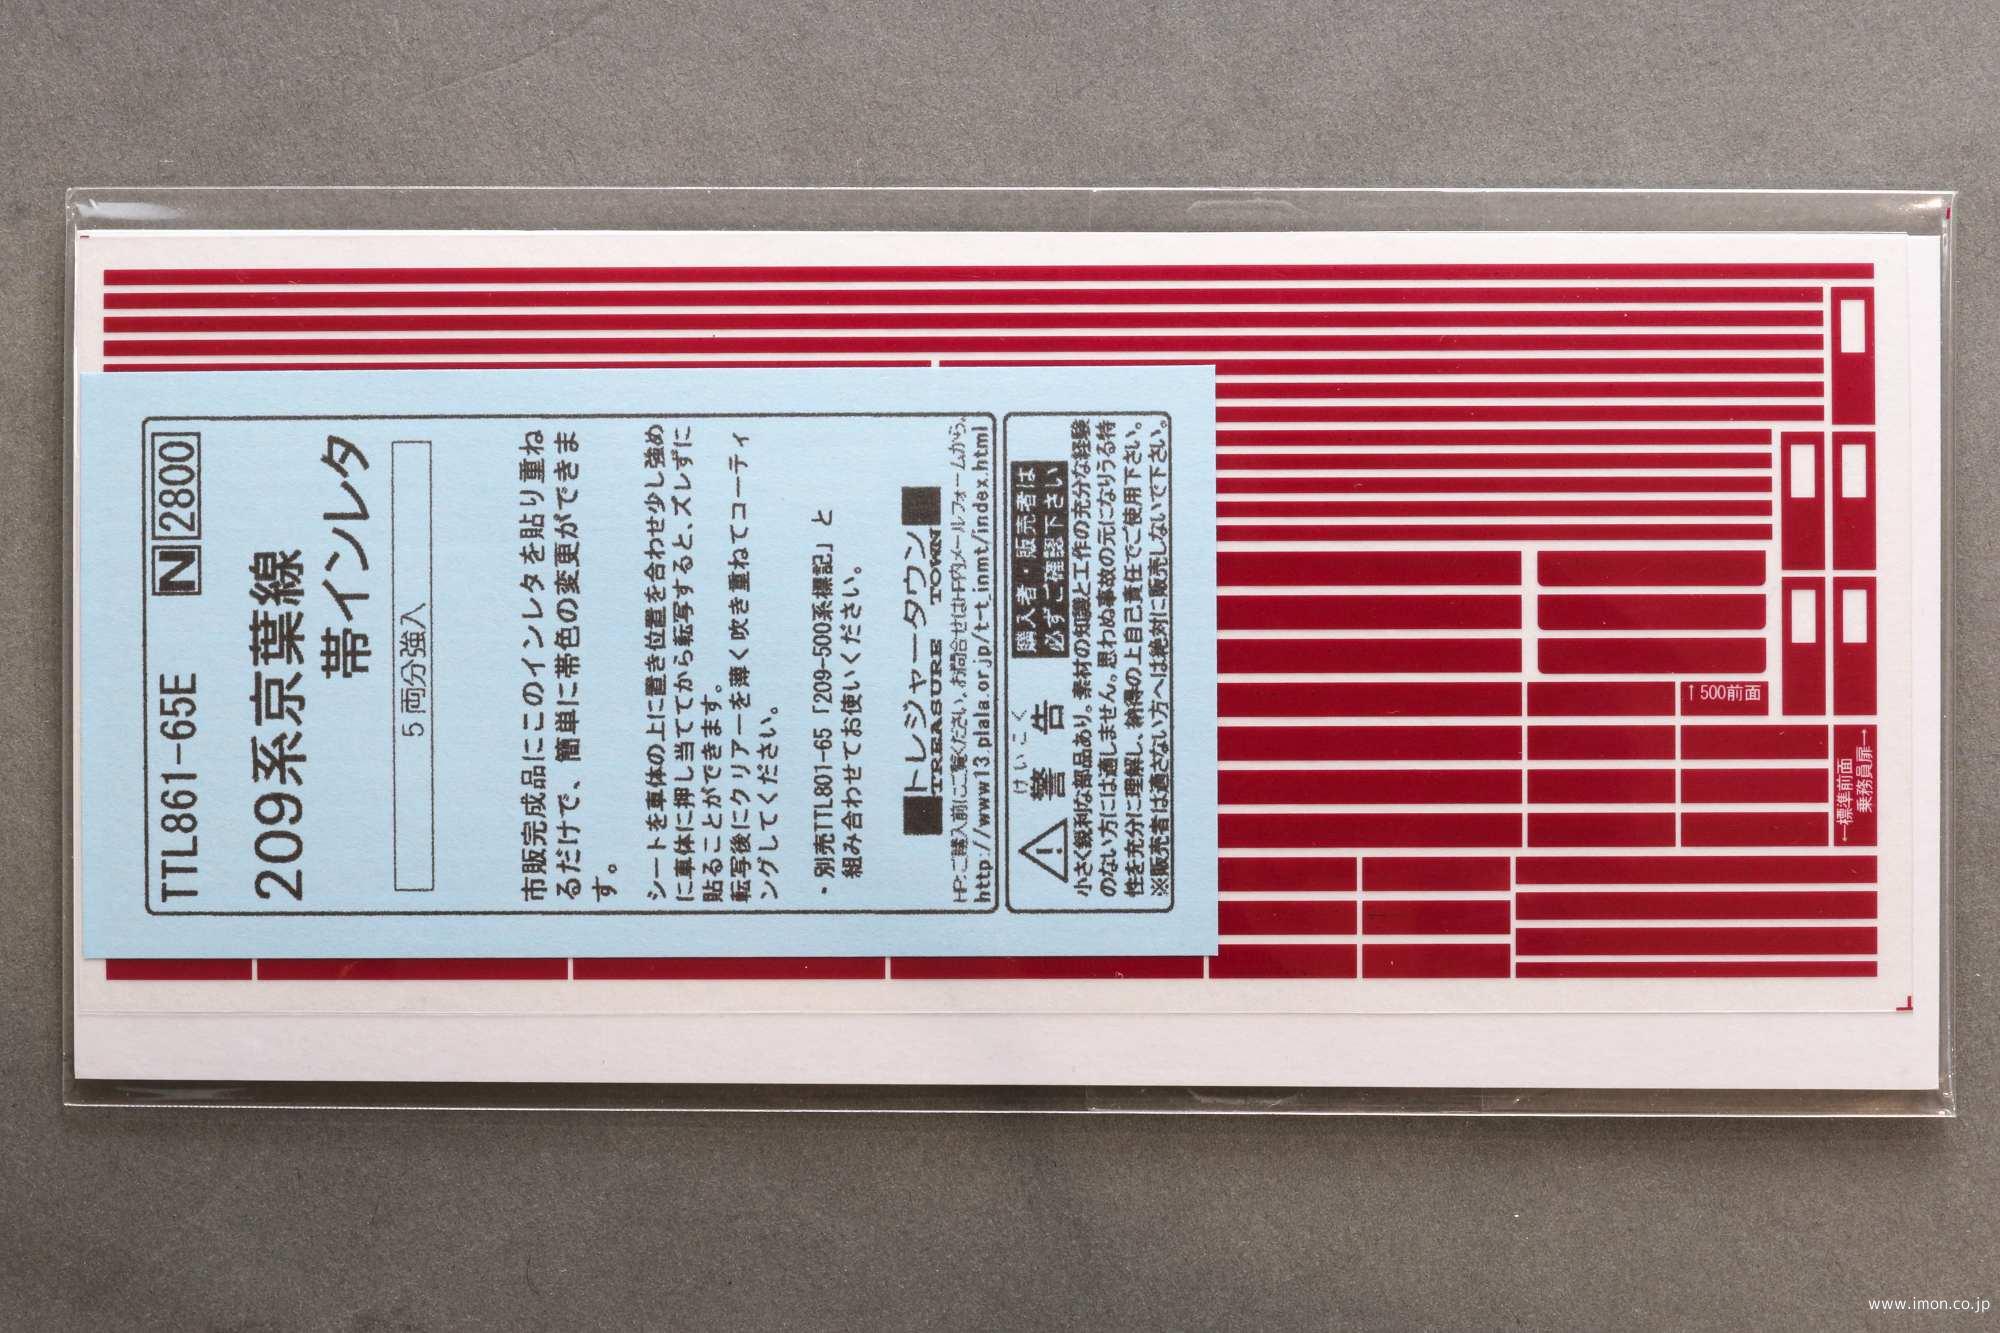 TTL861-65E N 2800
209系京葉線
帯インレタ
5両分強入
市販完成品にこのインレタを貼り重ね
るだけで、簡単に帯色の変更ができま
す。
シートを車体の上に置き位置を合わせ少し強め
に車体に押し当ててから転写すると、ズレずに
貼ることができます。
転写後にクリアーを薄く吹き重ねてコーティ
ングしてください。
・別売TTL801-65「209-500系標記」と
組み合わせてお使いください。
トレジャータウン
TREASURE TOWN
HP:ご購入前にご覧ください。お問合せはHP内メールフォームから。
http://www13.plala.or.jp/t-t_inmt/index.html
けいこく
警告
購入者・販売者は
必ずご確認下さい
小さく鋭利な部品あり。素材の知識と工作の充分な経験
のない方には適しません。思わぬ事故の元になりうる特
性を充分に理解し、納得の上自己責任でご使用下さい。
※販売者は適さない方へは絶対に販売しないで下さい。
↑500前面
←標準前面
乗務員扉→
www.imon.co.jp